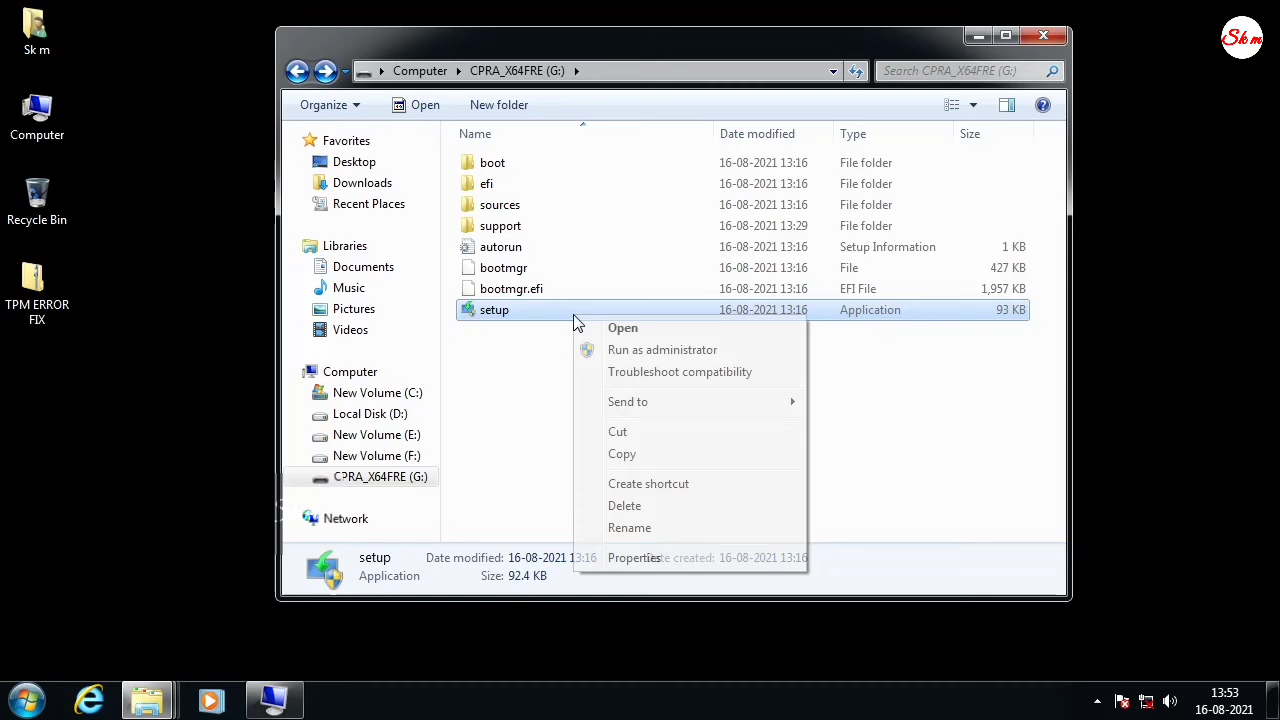 Sk m
Computer
Recycle Bin
TPM ERROR
FIX
Sk m
Computer
CPRA_X64FRE (G:)
Search CPRA_X64FRE (G:)
Organize
Open
New folder
Favorites
Desktop
Downloads
Recent Places
Libraries
Documents
Music
Pictures
Videos
Computer
New Volume (C:)
Local Disk (D:)
New Volume (E:)
New Volume (F:)
CPRA_X64FRE (G:)
Network
Name Date modified Type Size
boot 16-08-2021 13:16 File folder
efi 16-08-2021 13:16 File folder
sources 16-08-2021 13:16 File folder
support 16-08-2021 13:29 File folder
autorun 16-08-2021 13:16 Setup Information 1 KB
bootmgr 16-08-2021 13:16 File 427 KB
bootmgr.efi 16-08-2021 13:16 EFI File 1,957 KB
setup 16-08-2021 13:16 Application 93 KB
Open
Run as administrator
Troubleshoot compatibility
Send to
Cut
Copy
Create shortcut
Delete
Rename
Properties
setup Date modified: 16-08-2021 13:16 Date created: 16-08-2021 13:16
Application Size: 92.4 KB
13:53
16-08-2021